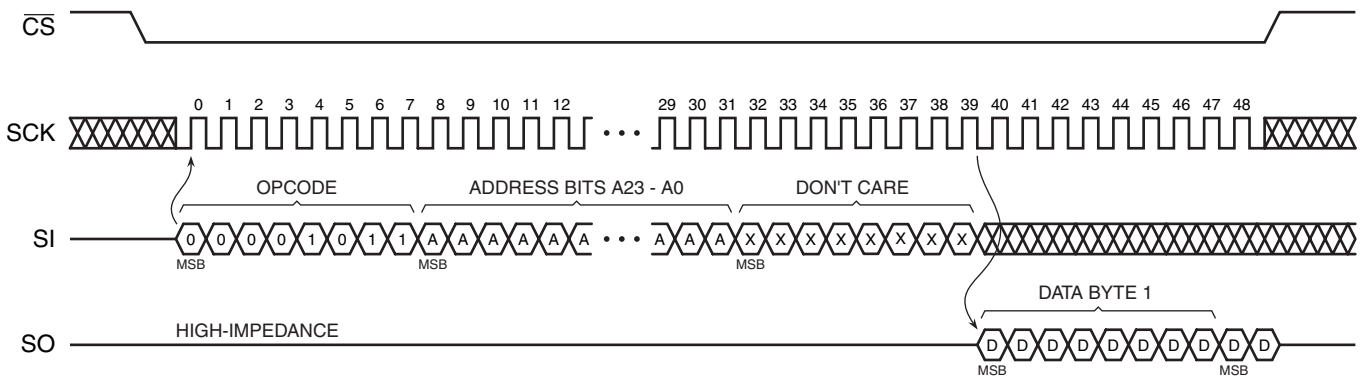 CS
0 1 2 3 4 5 6 7 8 9 10 11 12 29 30 31 32 33 34 35 36 37 38 39 40 41 42 43 44 45 46 47 48
SCK
OPCODE ADDRESS BITS A23 - A0 DON'T CARE
SI 0 0 0 0 1 0 1 1 A A A A A A A A A X X X X X X X X
MSB MSB MSB
DATA BYTE 1
HIGH-IMPEDANCE
SO D D D D D D D D D D
MSB MSB